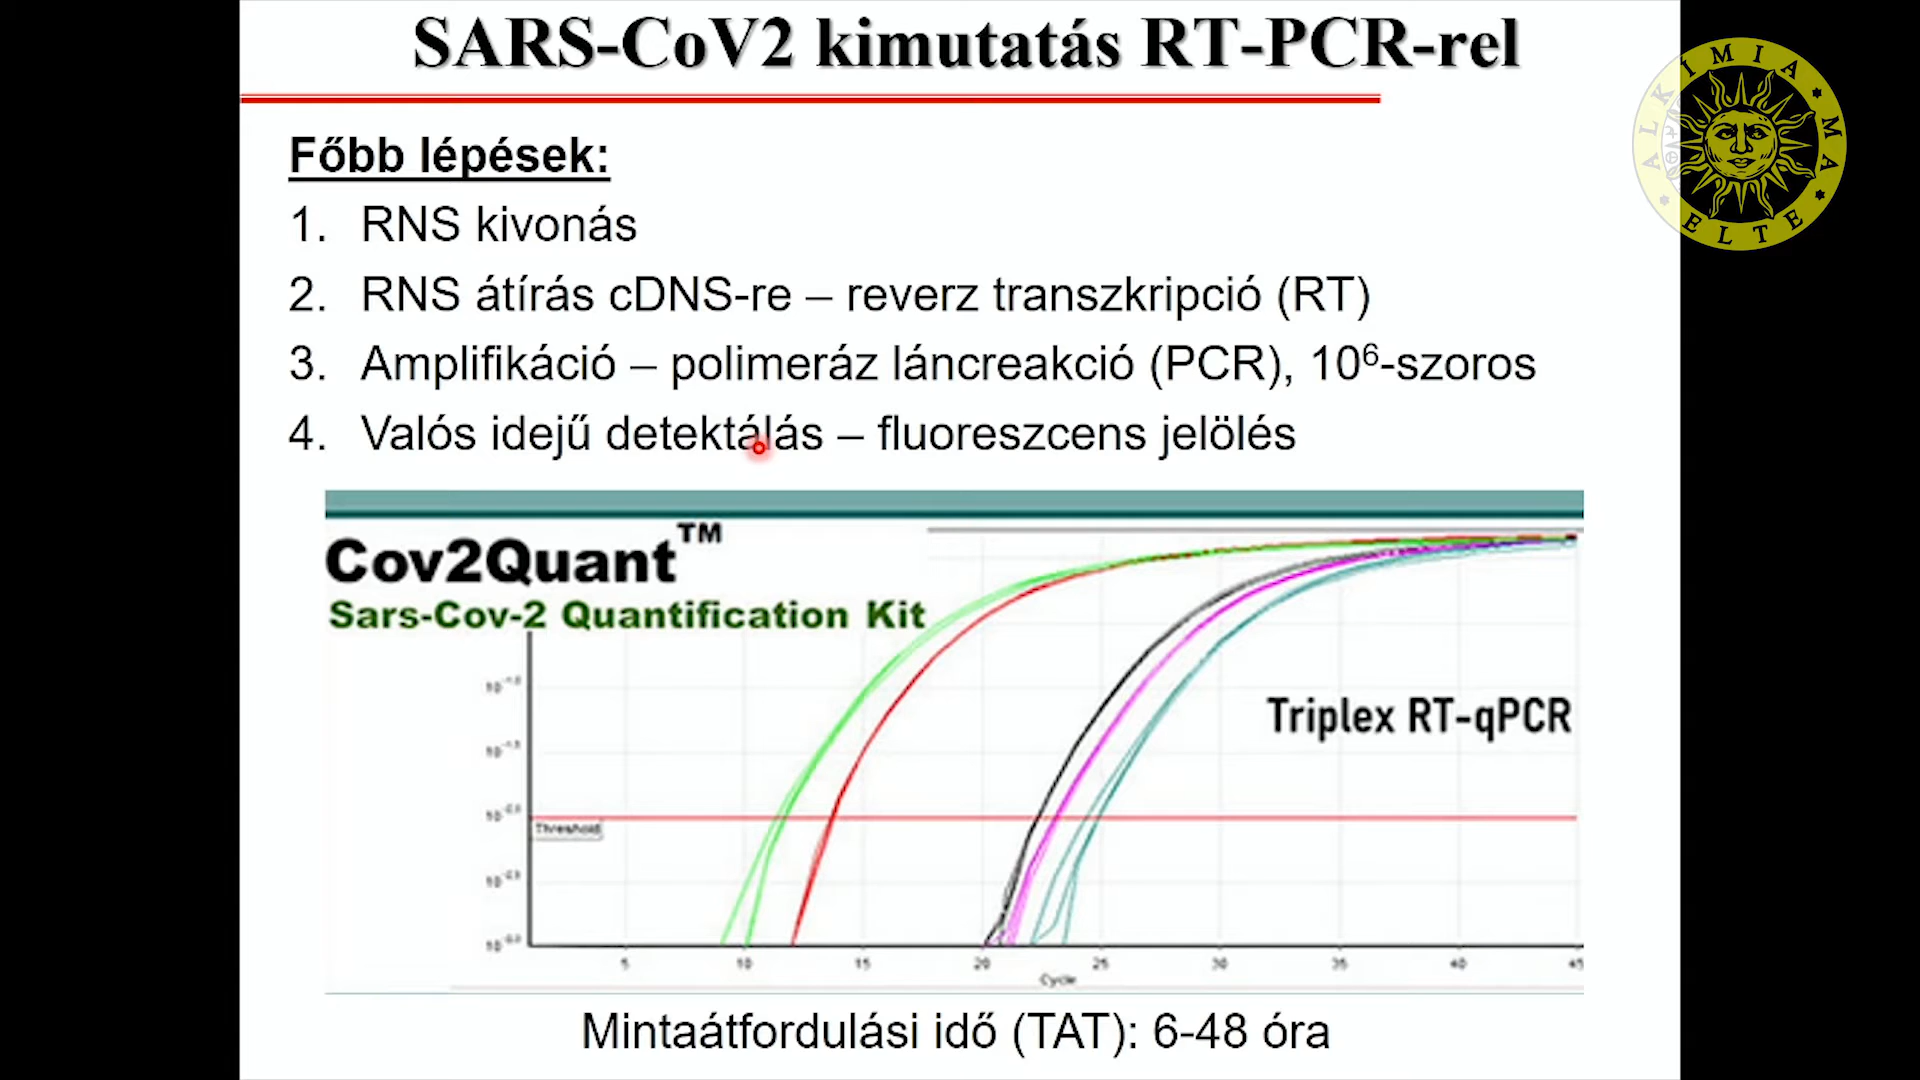 SARS-CoV2 kimutatás RT-PCR-rel
ALKÍMIA MA
ELTE
Főbb lépések:
1. RNS kivonás
2. RNS átírás cDNS-re – reverz transzkripció (RT)
3. Amplifikáció – polimeráz láncreakció (PCR), 10⁶-szoros
4. Valós idejű detektálás – fluoreszcens jelölés
Cov2Quant™
Sars-Cov-2 Quantification Kit
Triplex RT-qPCR
Threshold
5 10 15 20 25 30 35 40 45
Cycle
Mintaátfordulási idő (TAT): 6-48 óra